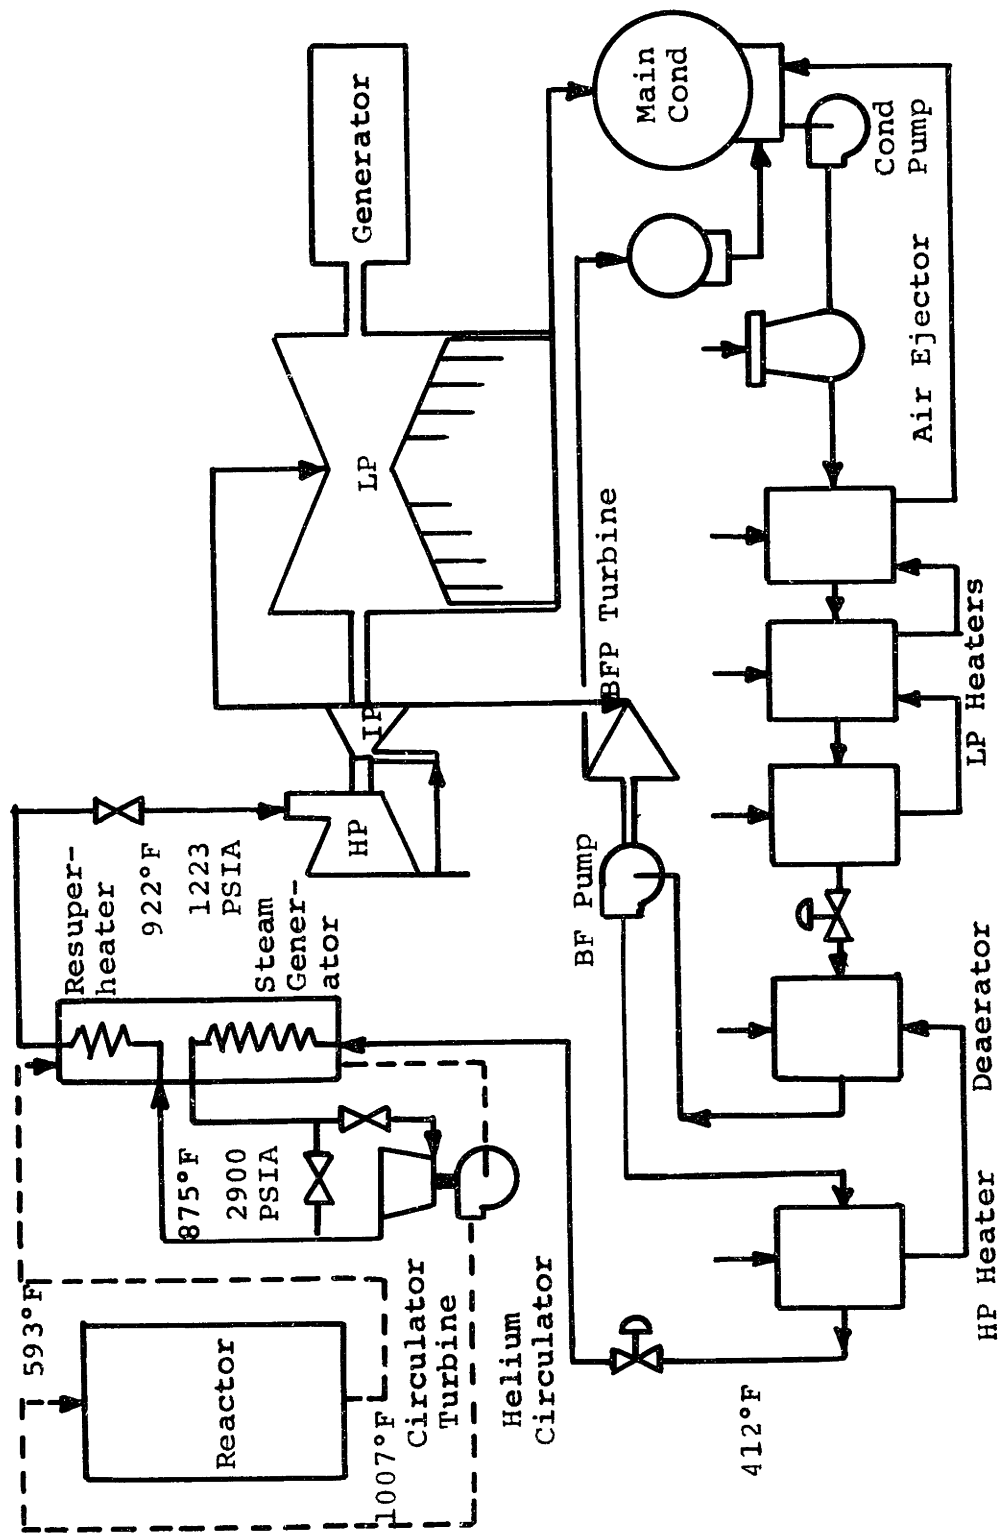 593°F
Reactor
1007°F
Circulator
Turbine
Helium
Circulator
875°F
2900
PSIA
Resuper-
heater
922°F
1223
PSIA
Steam
Gener-
ator
HP
IP
LP
Generator
BF Pump
BFP Turbine
Main
Cond
Cond
Pump
Air Ejector
LP Heaters
Deaerator
HP Heater
412°F